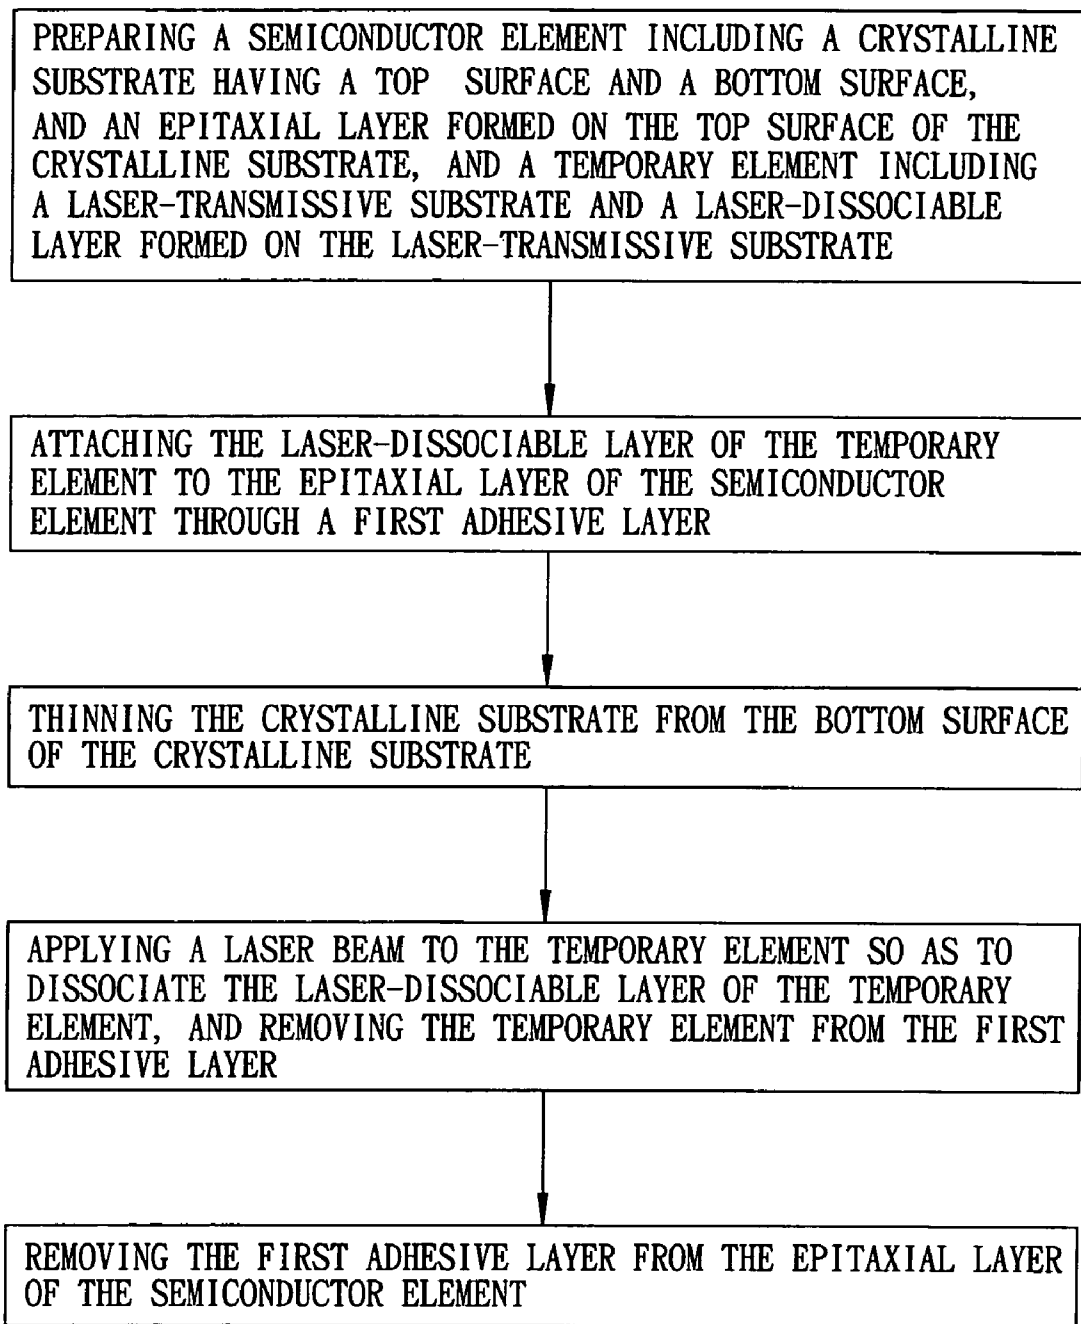 PREPARING A SEMICONDUCTOR ELEMENT INCLUDING A CRYSTALLINE
SUBSTRATE HAVING A TOP SURFACE AND A BOTTOM SURFACE,
AND AN EPITAXIAL LAYER FORMED ON THE TOP SURFACE OF THE
CRYSTALLINE SUBSTRATE, AND A TEMPORARY ELEMENT INCLUDING
A LASER-TRANSMISSIVE SUBSTRATE AND A LASER-DISSOCIABLE
LAYER FORMED ON THE LASER-TRANSMISSIVE SUBSTRATE
ATTACHING THE LASER-DISSOCIABLE LAYER OF THE TEMPORARY
ELEMENT TO THE EPITAXIAL LAYER OF THE SEMICONDUCTOR
ELEMENT THROUGH A FIRST ADHESIVE LAYER
THINNING THE CRYSTALLINE SUBSTRATE FROM THE BOTTOM SURFACE
OF THE CRYSTALLINE SUBSTRATE
APPLYING A LASER BEAM TO THE TEMPORARY ELEMENT SO AS TO
DISSOCIATE THE LASER-DISSOCIABLE LAYER OF THE TEMPORARY
ELEMENT, AND REMOVING THE TEMPORARY ELEMENT FROM THE FIRST
ADHESIVE LAYER
REMOVING THE FIRST ADHESIVE LAYER FROM THE EPITAXIAL LAYER
OF THE SEMICONDUCTOR ELEMENT